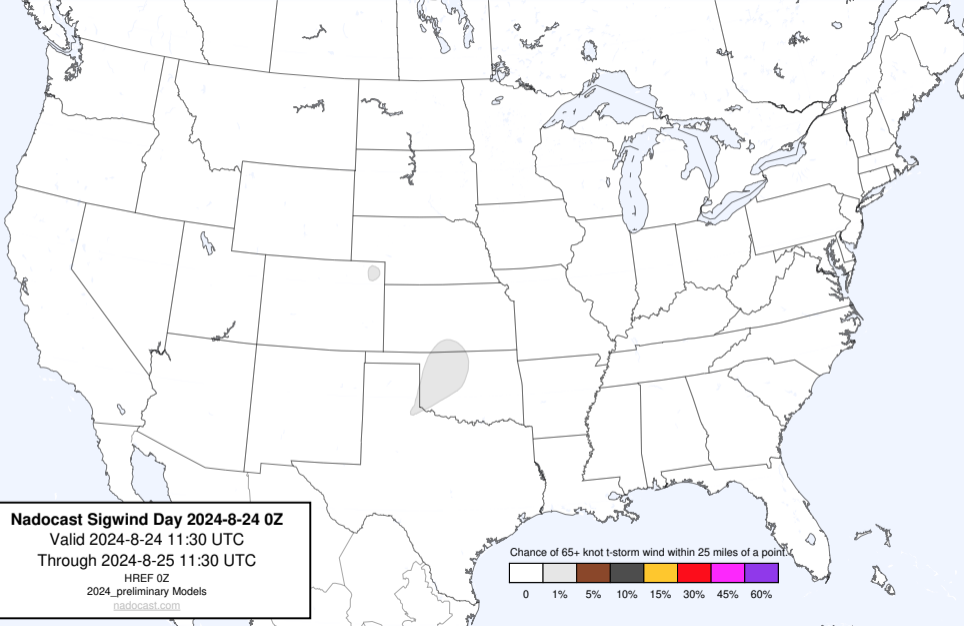 Nadocast Sigwind Day 2024-8-24 0Z
Valid 2024-8-24 11:30 UTC
Through 2024-8-25 11:30 UTC
HREF 0Z
2024_preliminary Models
nadocast.com
Chance of 65+ knot t-storm wind within 25 miles of a point.
0 1% 5% 10% 15% 30% 45% 60%